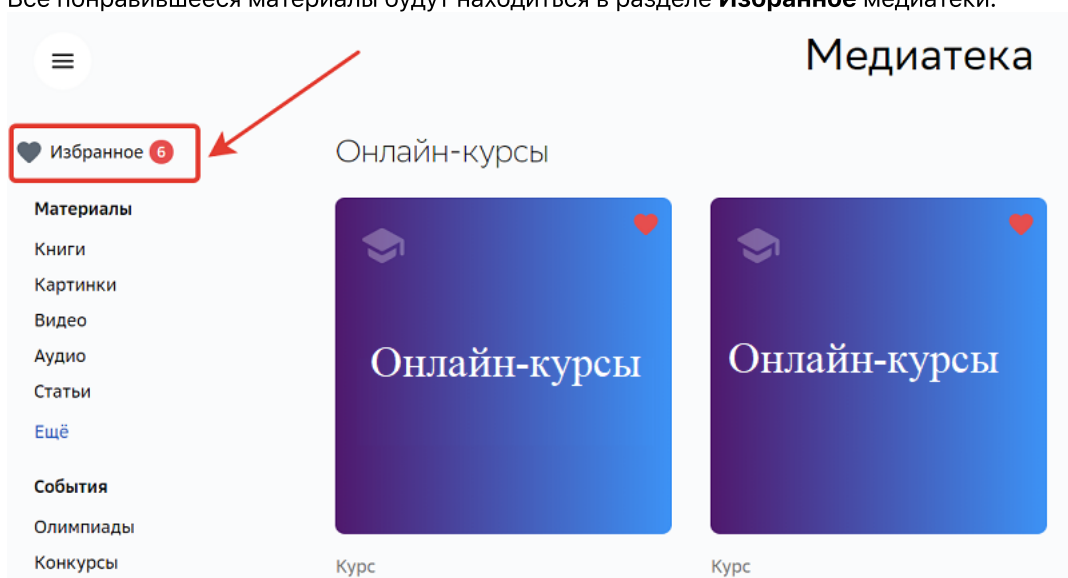 Все понравившееся материалы будут находиться в разделе Избранное медиатеки.
Медиатека
Избранное 6
Онлайн-курсы
Материалы
Книги
Картинки
Видео
Аудио
Статьи
Ещё
События
Олимпиады
Конкурсы
Онлайн-курсы
Онлайн-курсы
Курс
Курс